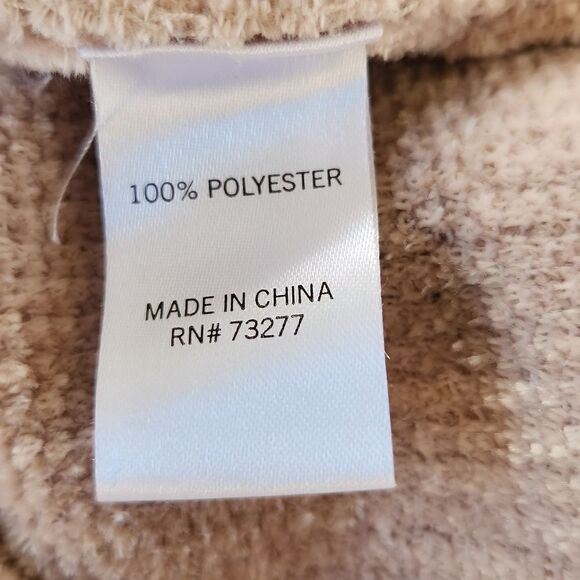 100% POLYESTER
MADE IN CHINA
RN# 73277